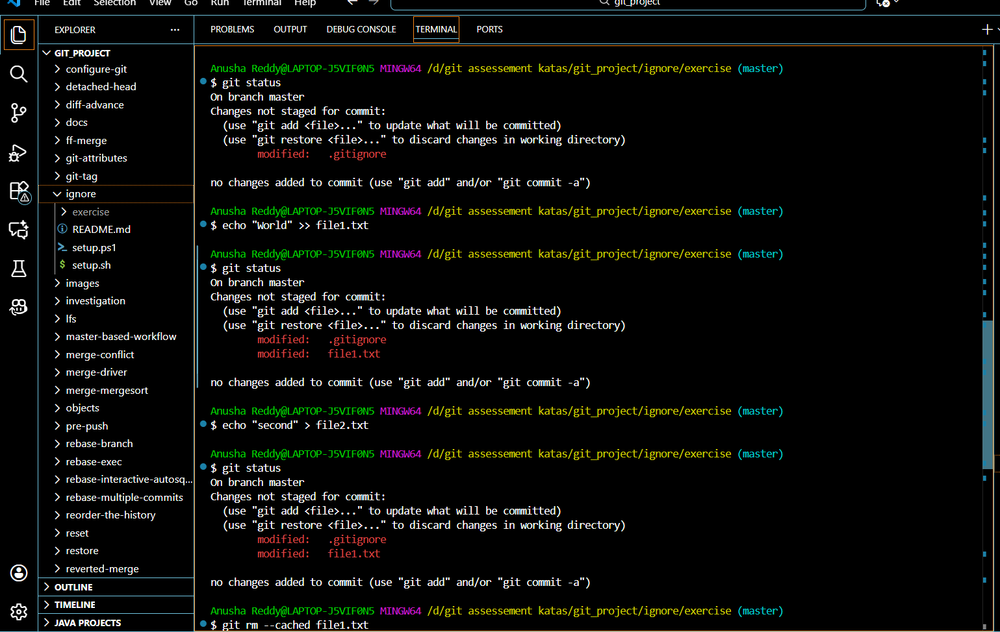 File Edit Selection View Go Run Terminal Help
git_project
EXPLORER
PROBLEMS OUTPUT DEBUG CONSOLE TERMINAL PORTS
GIT_PROJECT
configure-git
detached-head
diff-advance
docs
ff-merge
git-attributes
git-tag
ignore
exercise
README.md
setup.ps1
setup.sh
images
investigation
lfs
master-based-workflow
merge-conflict
merge-driver
merge-mergesort
objects
pre-push
rebase-branch
rebase-exec
rebase-interactive-autosq...
rebase-multiple-commits
reorder-the-history
reset
restore
reverted-merge
OUTLINE
TIMELINE
JAVA PROJECTS
Anusha Reddy@LAPTOP-J5VIF0N5 MINGW64 /d/git assessement katas/git_project/ignore/exercise (master)
$ git status
On branch master
Changes not staged for commit:
  (use "git add <file>..." to update what will be committed)
  (use "git restore <file>..." to discard changes in working directory)
        modified:   .gitignore
no changes added to commit (use "git add" and/or "git commit -a")
Anusha Reddy@LAPTOP-J5VIF0N5 MINGW64 /d/git assessement katas/git_project/ignore/exercise (master)
$ echo "World" >> file1.txt
Anusha Reddy@LAPTOP-J5VIF0N5 MINGW64 /d/git assessement katas/git_project/ignore/exercise (master)
$ git status
On branch master
Changes not staged for commit:
  (use "git add <file>..." to update what will be committed)
  (use "git restore <file>..." to discard changes in working directory)
        modified:   .gitignore
        modified:   file1.txt
no changes added to commit (use "git add" and/or "git commit -a")
Anusha Reddy@LAPTOP-J5VIF0N5 MINGW64 /d/git assessement katas/git_project/ignore/exercise (master)
$ echo "second" > file2.txt
Anusha Reddy@LAPTOP-J5VIF0N5 MINGW64 /d/git assessement katas/git_project/ignore/exercise (master)
$ git status
On branch master
Changes not staged for commit:
  (use "git add <file>..." to update what will be committed)
  (use "git restore <file>..." to discard changes in working directory)
        modified:   .gitignore
        modified:   file1.txt
no changes added to commit (use "git add" and/or "git commit -a")
Anusha Reddy@LAPTOP-J5VIF0N5 MINGW64 /d/git assessement katas/git_project/ignore/exercise (master)
$ git rm --cached file1.txt